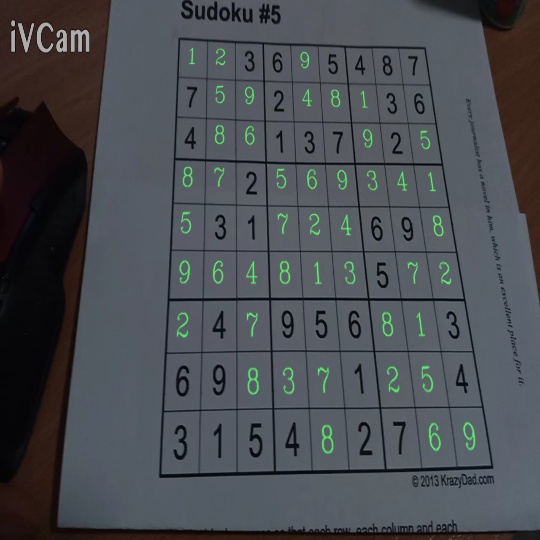 iVCam
Sudoku #5
1 2 3 6 9 5 4 8 7
7 5 9 2 4 8 1 3 6
4 8 6 1 3 7 9 2 5
8 7 2 5 6 9 3 4 1
5 3 1 7 2 4 6 9 8
9 6 4 8 1 3 5 7 2
2 4 7 9 5 6 8 1 3
6 9 8 3 7 1 2 5 4
3 1 5 4 8 2 7 6 9
© 2013 KrazyDad.com
Every journalist has a novel in him, which is an excellent place for it.
so that each row, each column and each